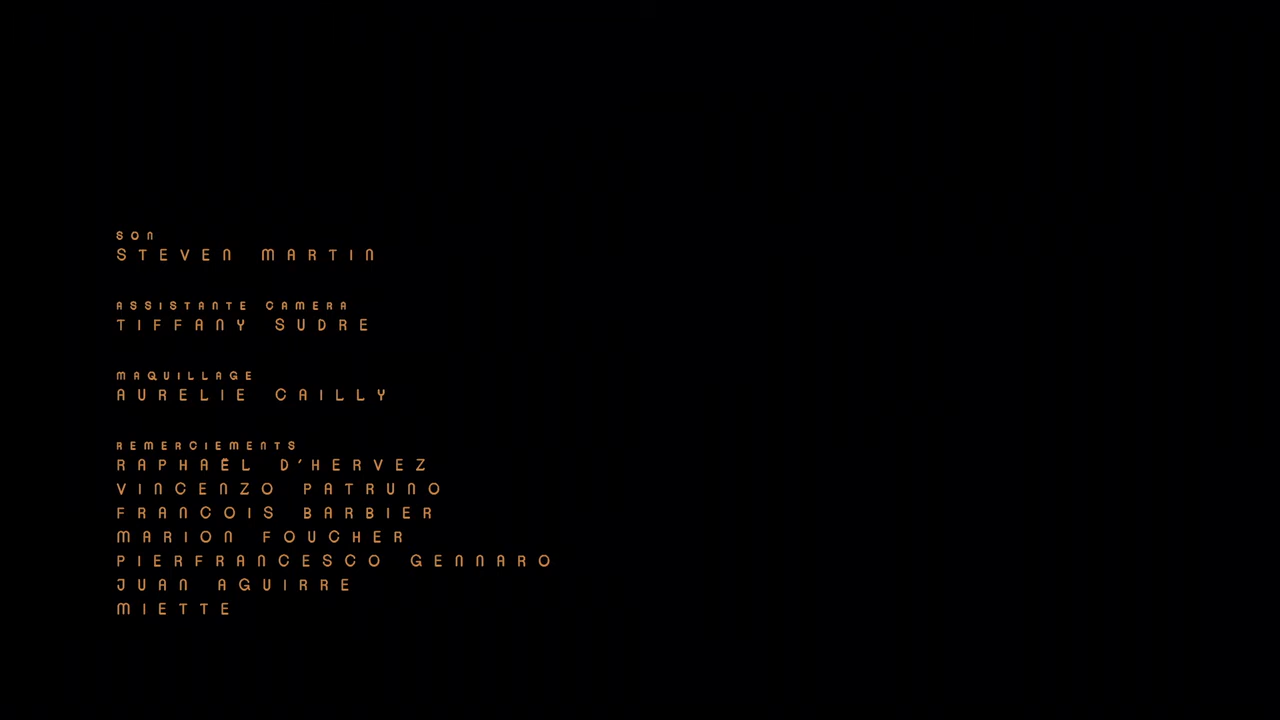 SON
STEVEN MARTIN
ASSISTANTE CAMERA
TIFFANY SUDRE
MAQUILLAGE
AURELIE CAILLY
REMERCIEMENTS
RAPHAËL D'HERVEZ
VINCENZO PATRUNO
FRANCOIS BARBIER
MARION FOUCHER
PIERFRANCESCO GENNARO
JUAN AGUIRRE
MIETTE